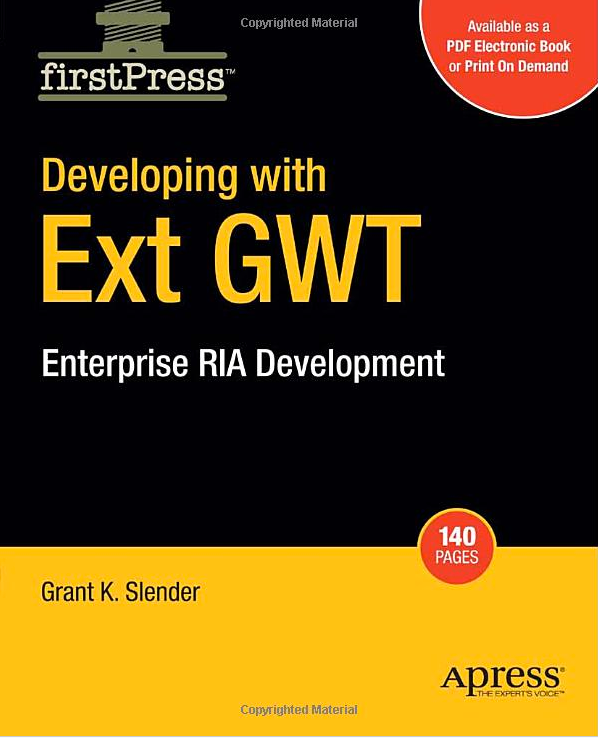 Copyrighted Material
Available as a
PDF Electronic Book
or Print On Demand
firstPress™
Developing with
Ext GWT
Enterprise RIA Development
140
PAGES
Grant K. Slender
Apress®
THE EXPERT'S VOICE™
Copyrighted Material